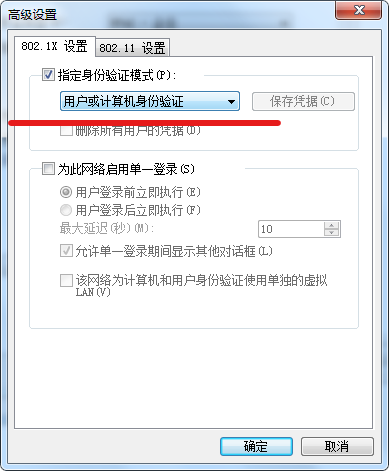 高级设置
802.1X 设置 802.11 设置
指定身份验证模式(P):
用户或计算机身份验证 保存凭据(C)
删除所有用户的凭据(D)
为此网络启用单一登录(S)
用户登录前立即执行(E)
用户登录后立即执行(F)
最大延迟(秒)(M): 10
允许单一登录期间显示其他对话框(L)
该网络为计算机和用户身份验证使用单独的虚拟
LAN(V)
确定 取消